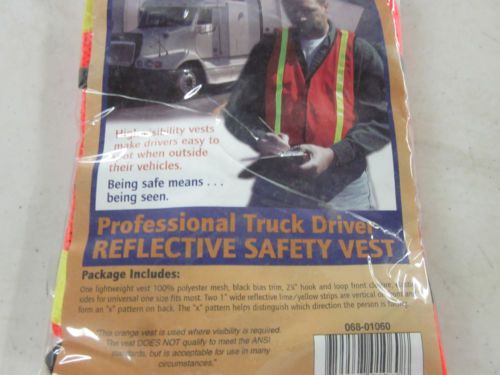 High visibility vests
make drivers easy to
spot when outside
their vehicles.
Being safe means . . .
being seen.
Professional Truck Driver
REFLECTIVE SAFETY VEST
Package Includes:
One lightweight vest 100% polyester mesh, black bias trim, 2¼" hook and loop front closure, elastic
sides for universal one size fits most. Two 1" wide reflective lime/yellow strips are vertical on front and
form an "x" pattern on back. The "x" pattern helps distinguish which direction the person is facing.
068-01060
"This orange vest is used where visibility is required.
The vest DOES NOT qualify to meet the ANSI
standards, but is acceptable for use in many
circumstances."